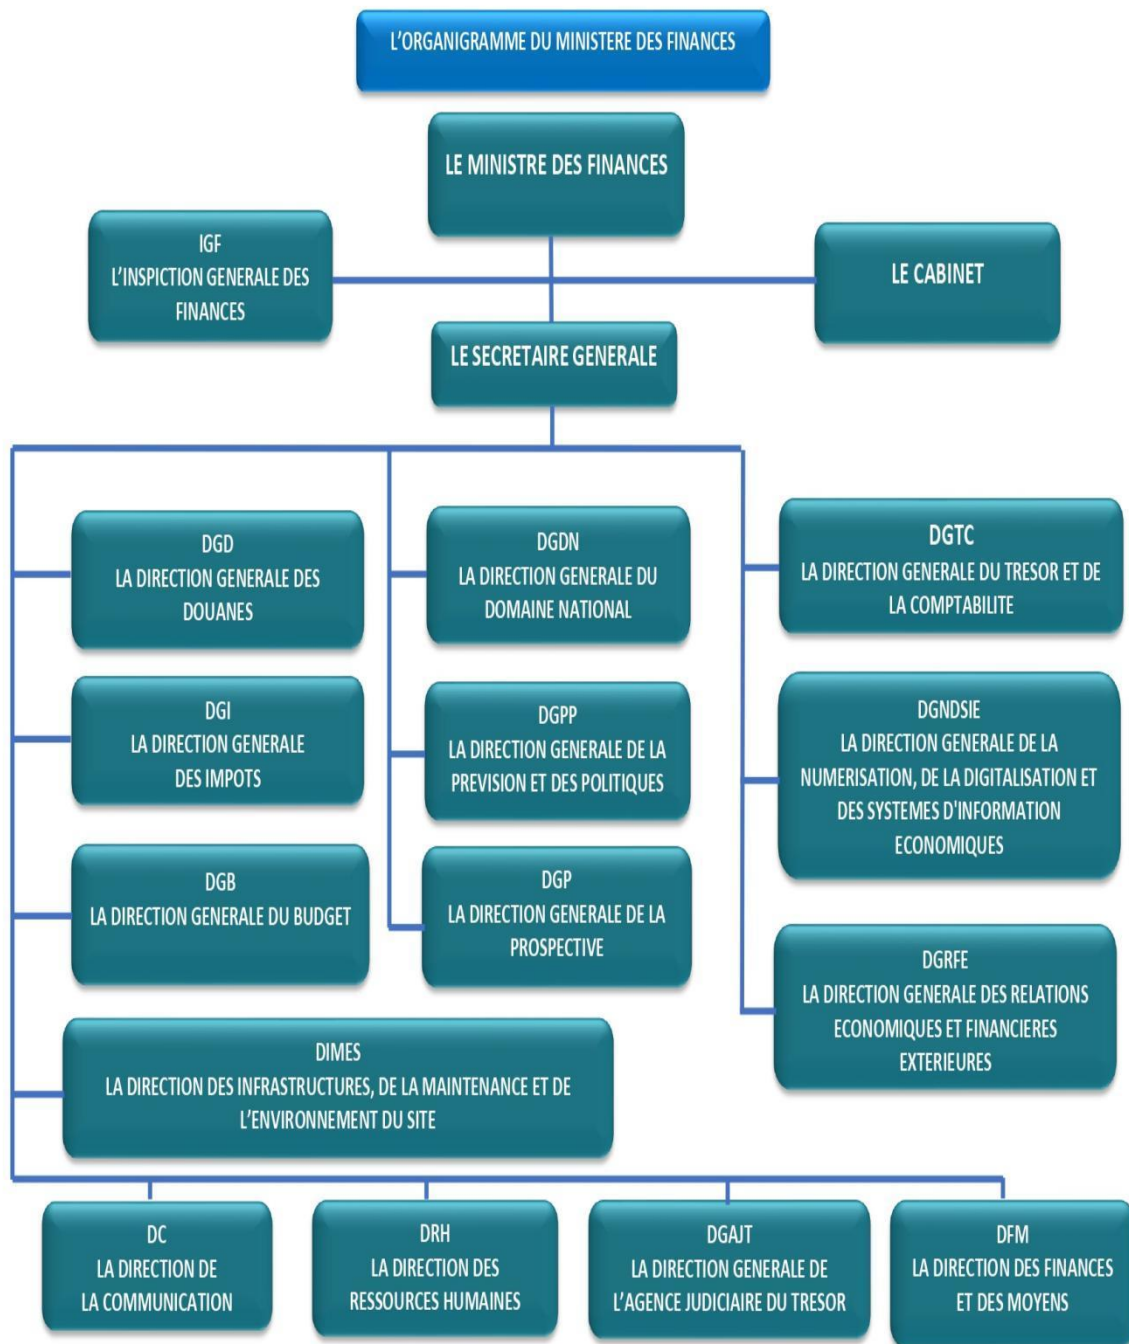 L'ORGANIGRAMME DU MINISTERE DES FINANCES
LE MINISTRE DES FINANCES
IGF
L'INSPICTION GENERALE DES
FINANCES
LE CABINET
LE SECRETAIRE GENERALE
DGD
LA DIRECTION GENERALE DES
DOUANES
DGDN
LA DIRECTION GENERALE DU
DOMAINE NATIONAL
DGTC
LA DIRECTION GENERALE DU TRESOR ET DE
LA COMPTABILITE
DGI
LA DIRECTION GENERALE
DES IMPOTS
DGPP
LA DIRECTION GENERALE DE LA
PREVISION ET DES POLITIQUES
DGNDSIE
LA DIRECTION GENERALE DE LA
NUMERISATION, DE LA DIGITALISATION ET
DES SYSTEMES D'INFORMATION
ECONOMIQUES
DGB
LA DIRECTION GENERALE DU BUDGET
DGP
LA DIRECTION GENERALE DE LA
PROSPECTIVE
DGRFE
LA DIRECTION GENERALE DES RELATIONS
ECONOMIQUES ET FINANCIERES
EXTERIEURES
DIMES
LA DIRECTION DES INFRASTRUCTURES, DE LA MAINTENANCE ET DE
L'ENVIRONNEMENT DU SITE
DC
LA DIRECTION DE
LA COMMUNICATION
DRH
LA DIRECTION DES
RESSOURCES HUMAINES
DGAJT
LA DIRECTION GENERALE DE
L'AGENCE JUDICIAIRE DU TRESOR
DFM
LA DIRECTION DES FINANCES
ET DES MOYENS